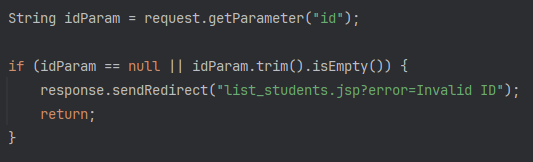 String idParam = request.getParameter("id");
if (idParam == null || idParam.trim().isEmpty()) {
response.sendRedirect("list_students.jsp?error=Invalid ID");
return;
}